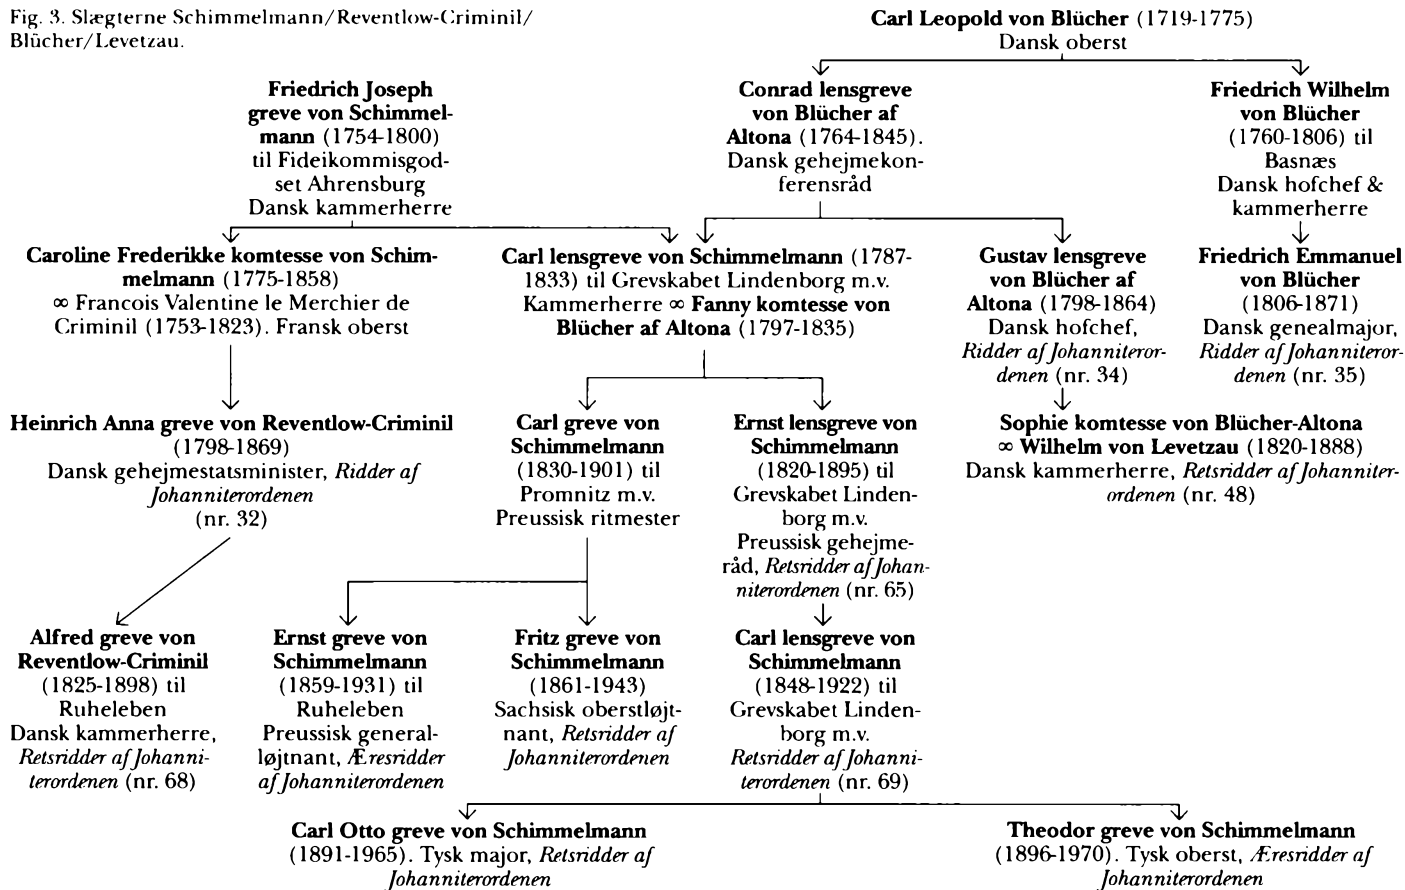 Fig. 3. Slægterne Schimmelmann/Reventlow-Criminil/
Blücher/Levetzau.
Carl Leopold von Blücher (1719-1775)
Dansk oberst
Friedrich Joseph
greve von Schimmel-
mann (1754-1800)
til Fideikommisgod-
set Ahrensburg
Dansk kammerherre
Conrad lensgreve
von Blücher af
Altona (1764-1845).
Dansk gehejmekon-
ferensråd
Friedrich Wilhelm
von Blücher
(1760-1806) til
Basnæs
Dansk hofchef &
kammerherre
Caroline Frederikke komtesse von Schim-
melmann (1775-1858)
∞ Francois Valentine le Merchier de
Criminil (1753-1823). Fransk oberst
Carl lensgreve von Schimmelmann (1787-
1833) til Grevskabet Lindenborg m.v.
Kammerherre ∞ Fanny komtesse von
Blücher af Altona (1797-1835)
Gustav lensgreve
von Blücher af
Altona (1798-1864)
Dansk hofchef,
Ridder af Johanniteror-
denen (nr. 34)
Friedrich Emmanuel
von Blücher
(1806-1871)
Dansk genealmajor,
Ridder af Johanniteror-
denen (nr. 35)
Heinrich Anna greve von Reventlow-Criminil
(1798-1869)
Dansk gehejmestatsminister, Ridder af
Johanniterordenen
(nr. 32)
Carl greve von
Schimmelmann
(1830-1901) til
Promnitz m.v.
Preussisk ritmester
Ernst lensgreve von
Schimmelmann
(1820-1895) til
Grevskabet Linden-
borg m.v.
Preussisk gehejme-
råd, Retsridder af Johan-
niterordenen (nr. 65)
Sophie komtesse von Blücher-Altona
∞ Wilhelm von Levetzau (1820-1888)
Dansk kammerherre, Retsridder af Johanniter-
ordenen (nr. 48)
Alfred greve von
Reventlow-Criminil
(1825-1898) til
Ruheleben
Dansk kammerherre,
Retsridder af Johanni-
terordenen (nr. 68)
Ernst greve von
Schimmelmann
(1859-1931) til
Ruheleben
Preussisk general-
løjtnant, Æresridder
af Johanniterordenen
Fritz greve von
Schimmelmann
(1861-1943)
Sachsisk oberstløjt-
nant, Retsridder af
Johanniterordenen
Carl lensgreve von
Schimmelmann
(1848-1922) til
Grevskabet Linden-
borg m.v.
Retsridder af Johanni-
terordenen (nr. 69)
Carl Otto greve von Schimmelmann
(1891-1965). Tysk major, Retsridder af
Johanniterordenen
Theodor greve von Schimmelmann
(1896-1970). Tysk oberst, Æresridder af
Johanniterordenen